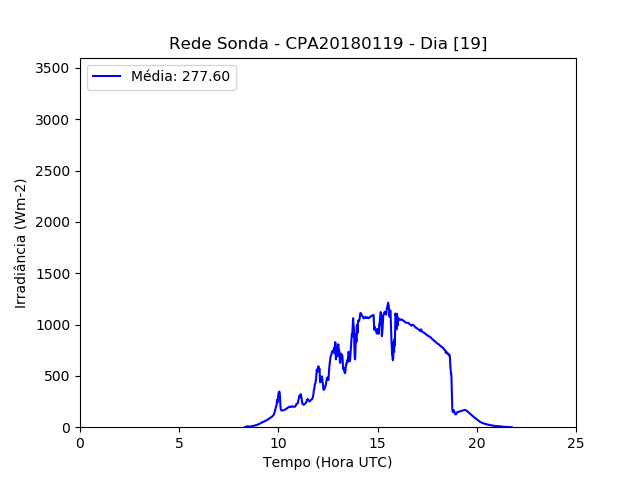 Rede Sonda - CPA20180119 - Dia [19]
Média: 277.60
3500
3000
2500
2000
1500
1000
500
0
Irradiância (Wm-2)
0 5 10 15 20 25
Tempo (Hora UTC)